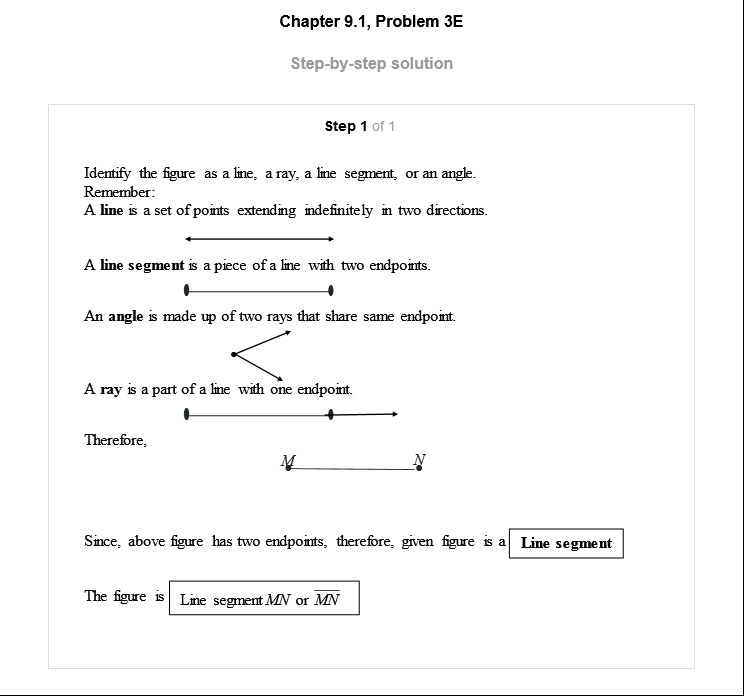 Chapter 9.1, Problem 3E
Step-by-step solution
Step 1 of 1
Identify the figure as a line, a ray, a line segment, or an angle.
Remember:
A line is a set of points extending indefinitely in two directions.
A line segment is a piece of a line with two endpoints.
An angle is made up of two rays that share same endpoint.
A ray is a part of a line with one endpoint.
Therefore,
M N
Since, above figure has two endpoints, therefore, given figure is a Line segment
The figure is Line segment MN or M̅N̅